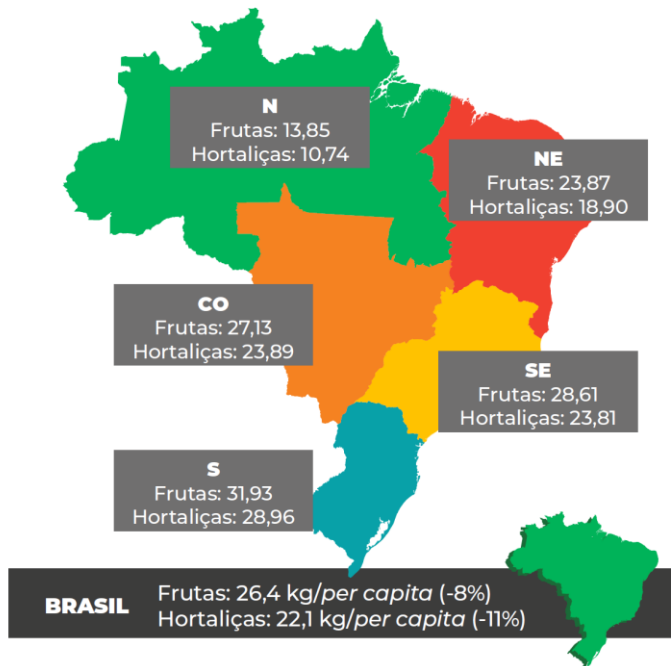 N
Frutas: 13,85
Hortaliças: 10,74
NE
Frutas: 23,87
Hortaliças: 18,90
CO
Frutas: 27,13
Hortaliças: 23,89
SE
Frutas: 28,61
Hortaliças: 23,81
S
Frutas: 31,93
Hortaliças: 28,96
BRASIL
Frutas: 26,4 kg/per capita (-8%)
Hortaliças: 22,1 kg/per capita (-11%)